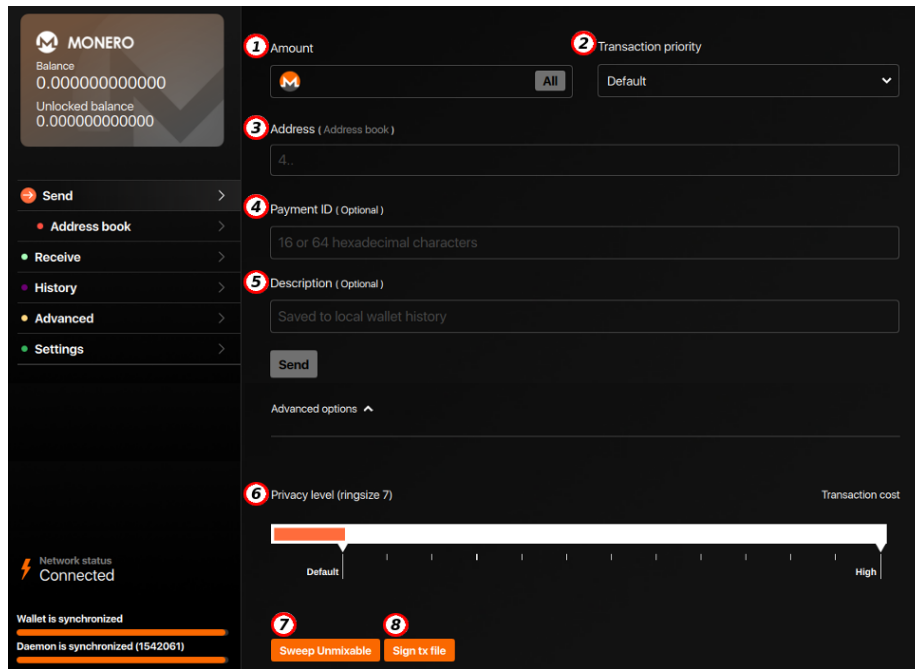 MONERO
Balance
0.000000000000
Unlocked balance
0.000000000000
Send
Address book
Receive
History
Advanced
Settings
Network status
Connected
Wallet is synchronized
Daemon is synchronized (1542061)
1 Amount
All
2 Transaction priority
Default
3 Address ( Address book )
4..
4 Payment ID ( Optional )
16 or 64 hexadecimal characters
5 Description ( Optional )
Saved to local wallet history
Send
Advanced options
6 Privacy level (ringsize 7)
Transaction cost
Default
High
7
Sweep Unmixable
8
Sign tx file